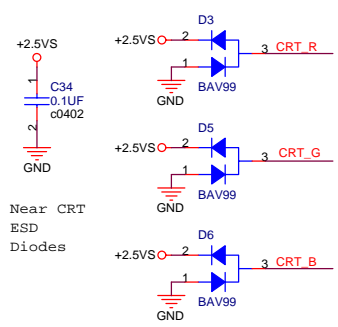 +2.5VS
1
C34
0.1UF
c0402
2
GND
Near CRT
ESD
Diodes
D3
+2.5VS
2
3
CRT_R
1
BAV99
GND
D5
+2.5VS
2
3
CRT_G
1
BAV99
GND
D6
+2.5VS
2
3
CRT_B
1
BAV99
GND